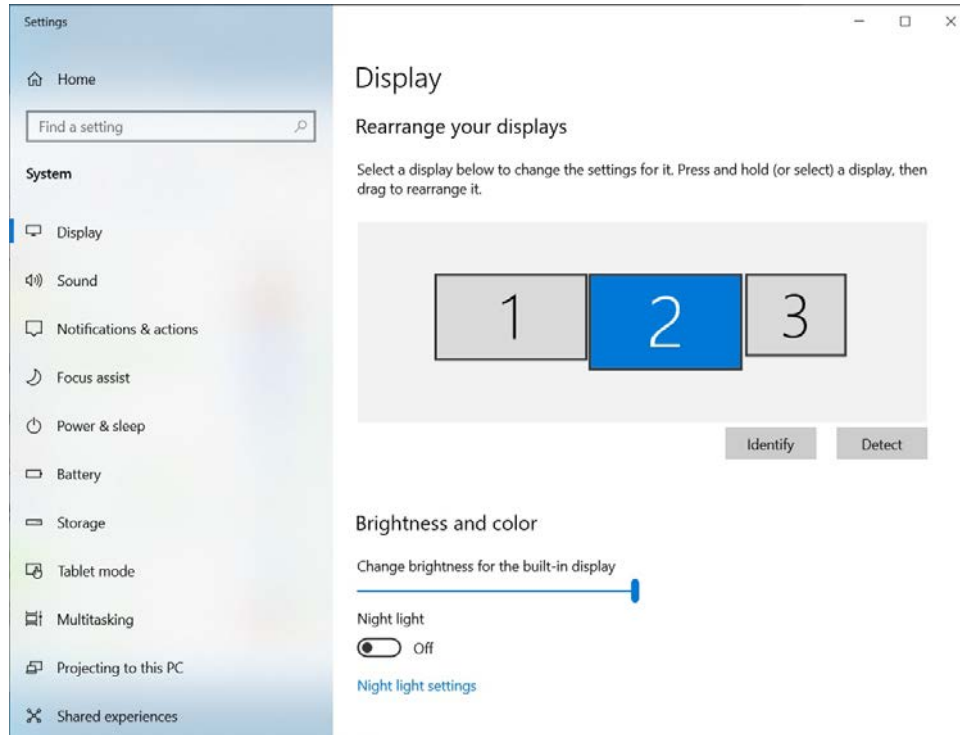 Settings
Home
Find a setting
System
Display
Sound
Notifications & actions
Focus assist
Power & sleep
Battery
Storage
Tablet mode
Multitasking
Projecting to this PC
Shared experiences
Display
Rearrange your displays
Select a display below to change the settings for it. Press and hold (or select) a display, then
drag to rearrange it.
1 2 3
Identify Detect
Brightness and color
Change brightness for the built-in display
Night light
Off
Night light settings